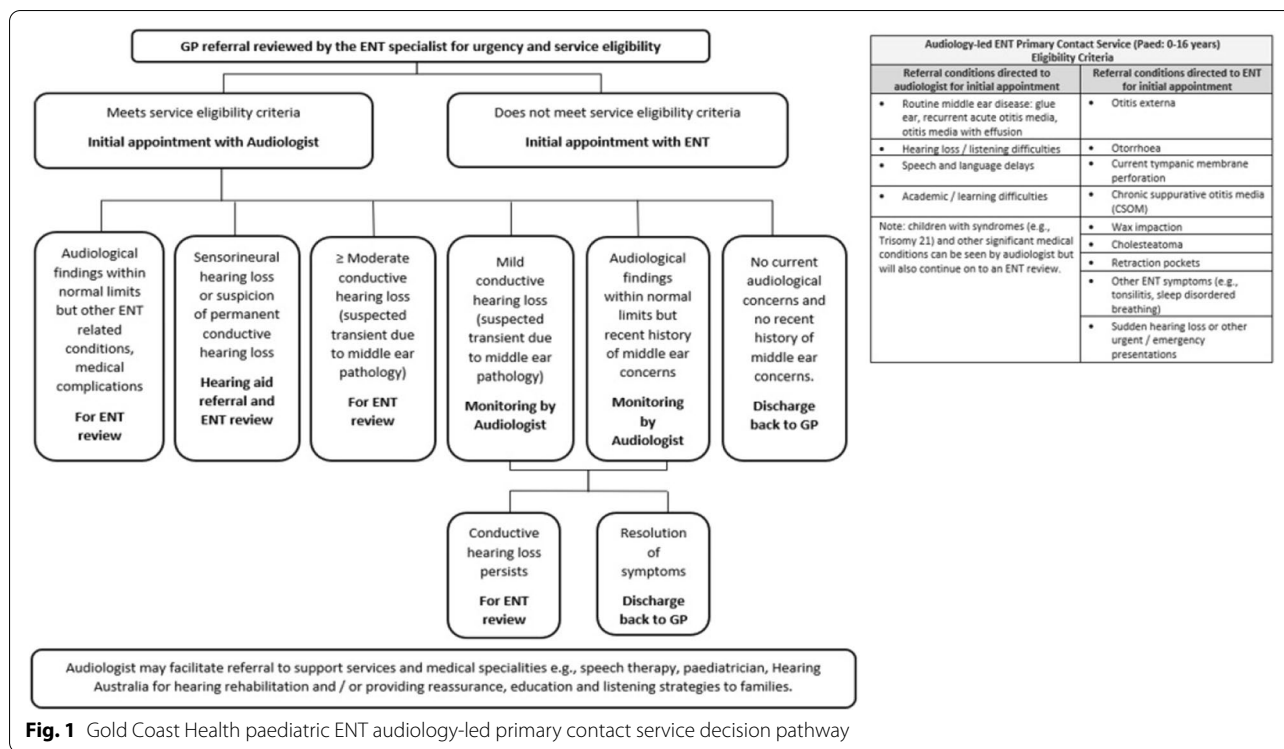 GP referral reviewed by the ENT specialist for urgency and service eligibility
Meets service eligibility criteria
Initial appointment with Audiologist
Does not meet service eligibility criteria
Initial appointment with ENT
Audiological
findings within
normal limits
but other ENT
related
conditions,
medical
complications
For ENT
review
Sensorineural
hearing loss
or suspicion
of permanent
conductive
hearing loss
Hearing aid
referral and
ENT review
≥ Moderate
conductive
hearing loss
(suspected
transient due
to middle ear
pathology)
For ENT
review
Mild
conductive
hearing loss
(suspected
transient due
to middle ear
pathology)
Monitoring by
Audiologist
Audiological
findings
within normal
limits but
recent history
of middle ear
concerns
Monitoring
by
Audiologist
No current
audiological
concerns and
no recent
history of
middle ear
concerns.
Discharge
back to GP
Conductive
hearing loss
persists
For ENT
review
Resolution
of
symptoms
Discharge
back to GP
Audiologist may facilitate referral to support services and medical specialities e.g., speech therapy, paediatrician, Hearing
Australia for hearing rehabilitation and / or providing reassurance, education and listening strategies to families.
Audiology-led ENT Primary Contact Service (Paed: 0-16 years)
Eligibility Criteria
Referral conditions directed to
audiologist for initial appointment
Referral conditions directed to ENT
for initial appointment
• Routine middle ear disease: glue
ear, recurrent acute otitis media,
otitis media with effusion
• Otitis externa
• Hearing loss / listening difficulties
• Otorrhoea
• Speech and language delays
• Current tympanic membrane
perforation
• Academic / learning difficulties
• Chronic suppurative otitis media
(CSOM)
Note: children with syndromes (e.g.,
Trisomy 21) and other significant medical
conditions can be seen by audiologist but
will also continue on to an ENT review.
• Wax impaction
• Cholesteatoma
• Retraction pockets
• Other ENT symptoms (e.g.,
tonsilitis, sleep disordered
breathing)
• Sudden hearing loss or other
urgent / emergency
presentations
Fig. 1 Gold Coast Health paediatric ENT audiology-led primary contact service decision pathway